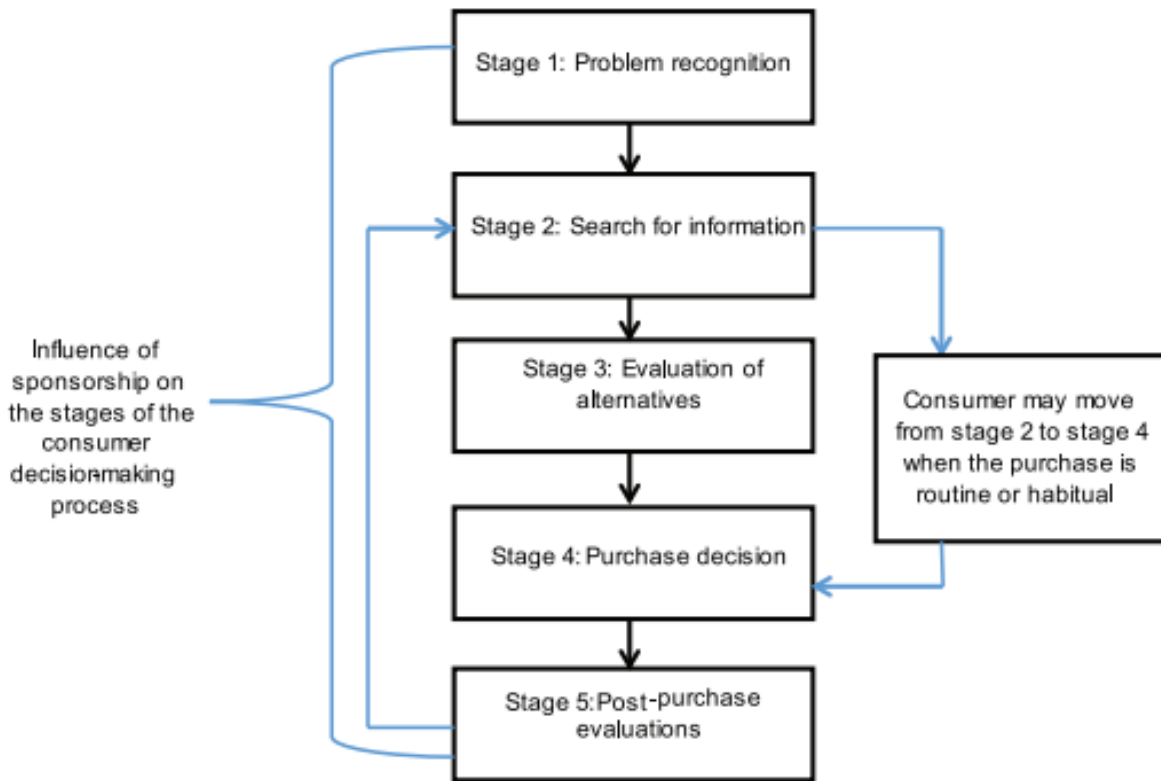 Stage 1: Problem recognition
Stage 2: Search for information
Stage 3: Evaluation of
alternatives
Stage 4: Purchase decision
Stage 5:Post-purchase
evaluations
Influence of
sponsorship on
the stages of the
consumer
decision-making
process
Consumer may move
from stage 2 to stage 4
when the purchase is
routine or habitual